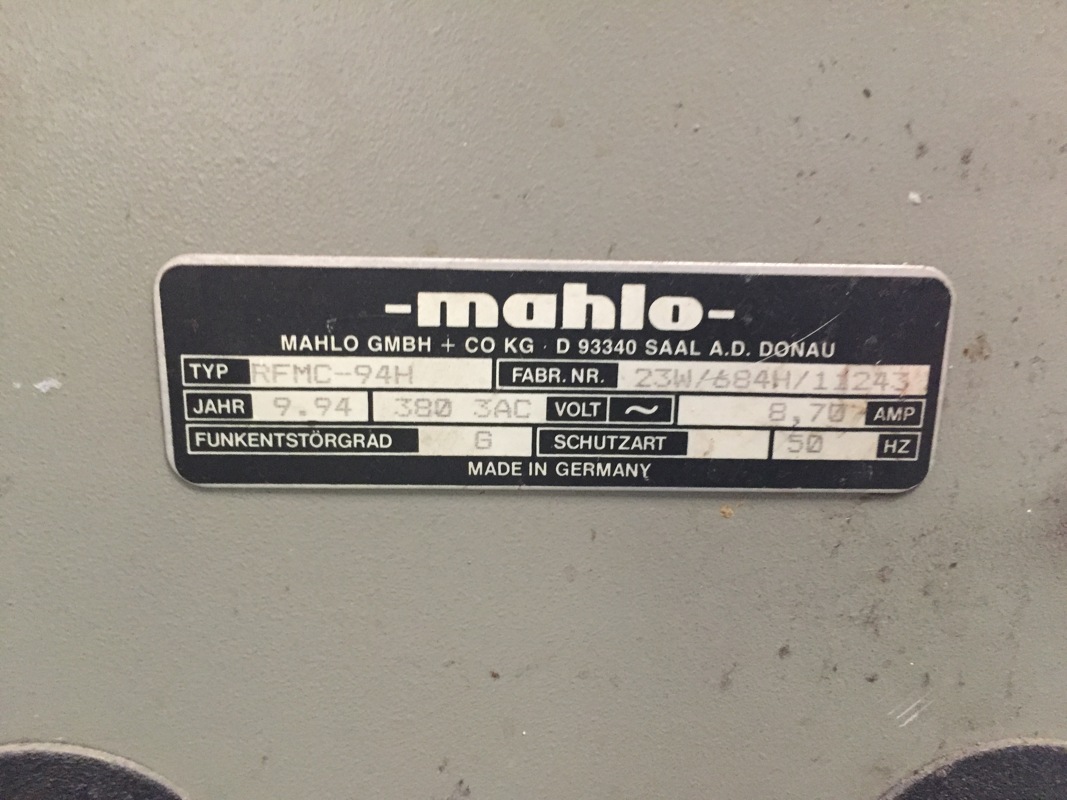 -mahlo-
MAHLO GMBH + CO KG · D 93340 SAAL A.D. DONAU
TYP RFMC-94H FABR. NR. 23W/684H/11243
JAHR 9.94 380 3AC VOLT ~ 8,70 AMP
FUNKENTSTÖRGRAD G SCHUTZART 50 HZ
MADE IN GERMANY